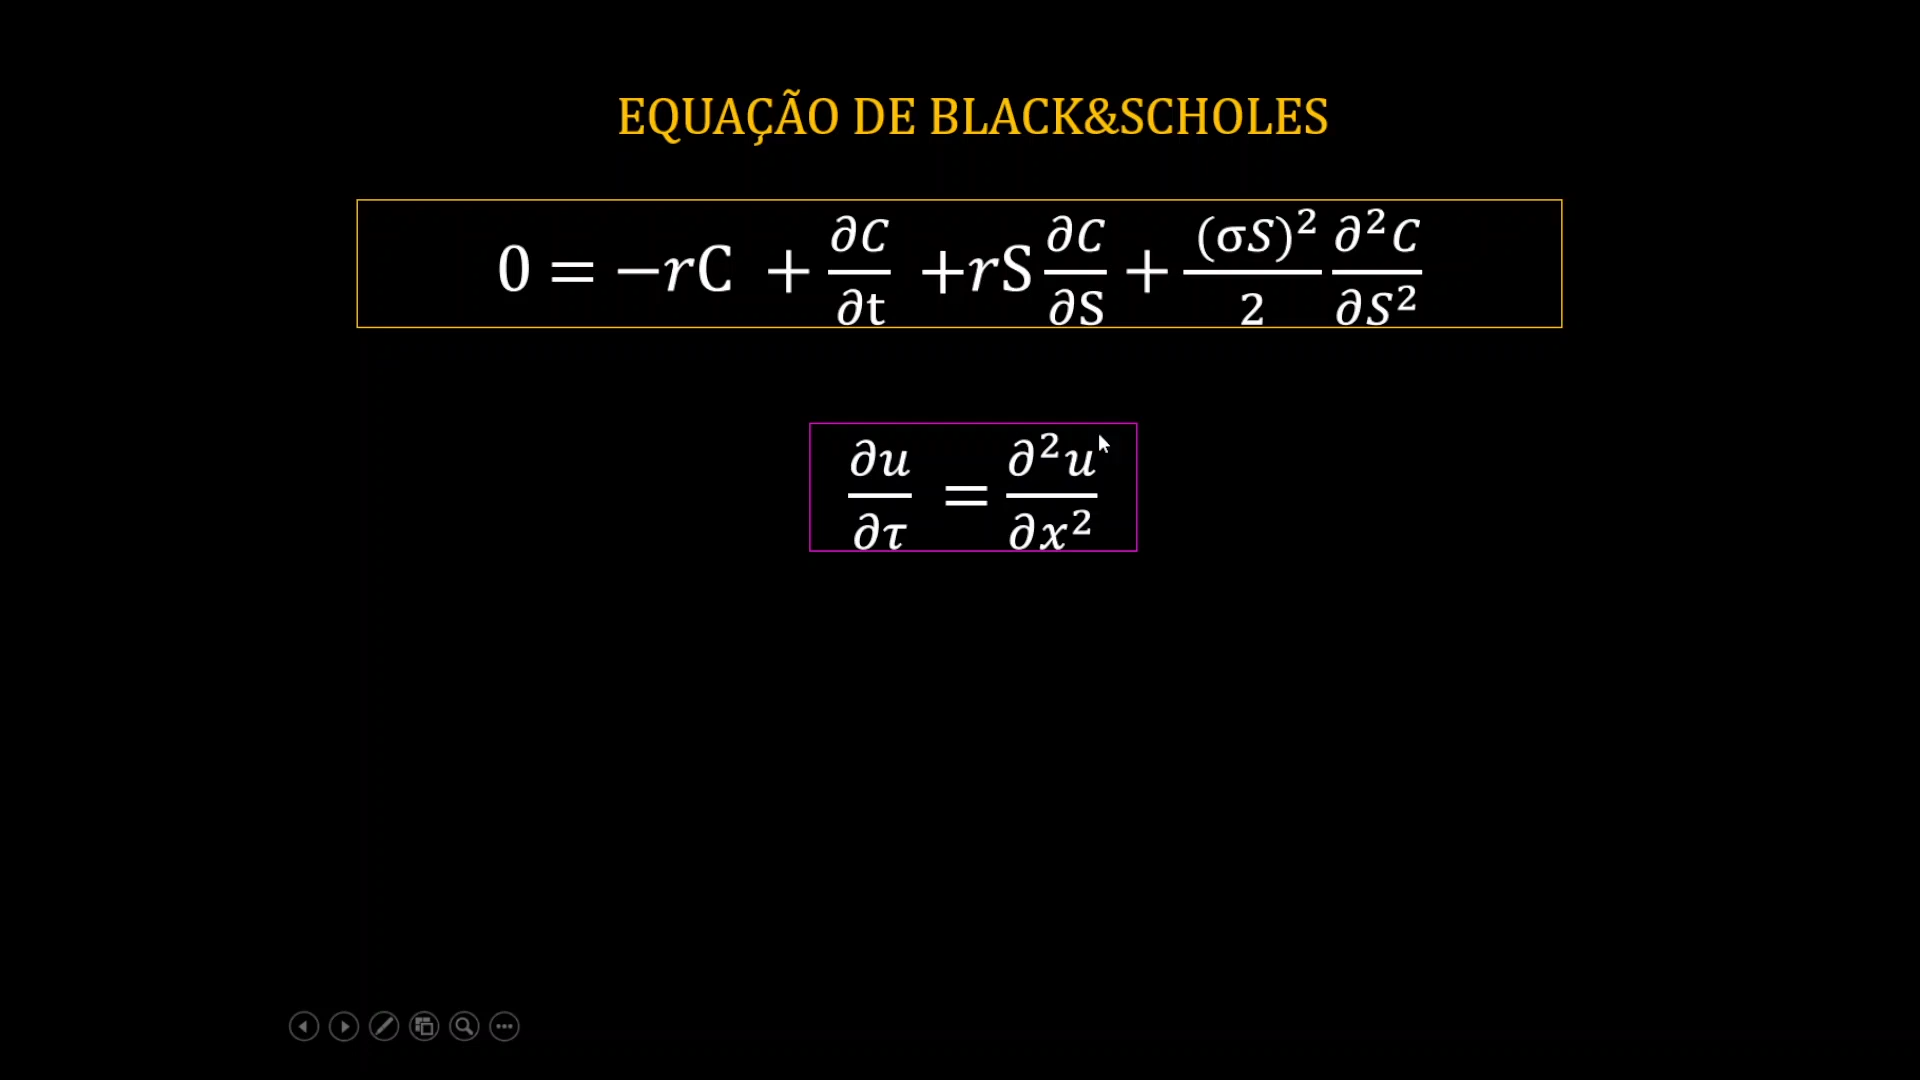 EQUAÇÃO DE BLACK&SCHOLES
0 = −rC + ∂C/∂t +rS ∂C/∂S + (σS)²/2 ∂²C/∂S²
∂u/∂τ = ∂²u/∂x²